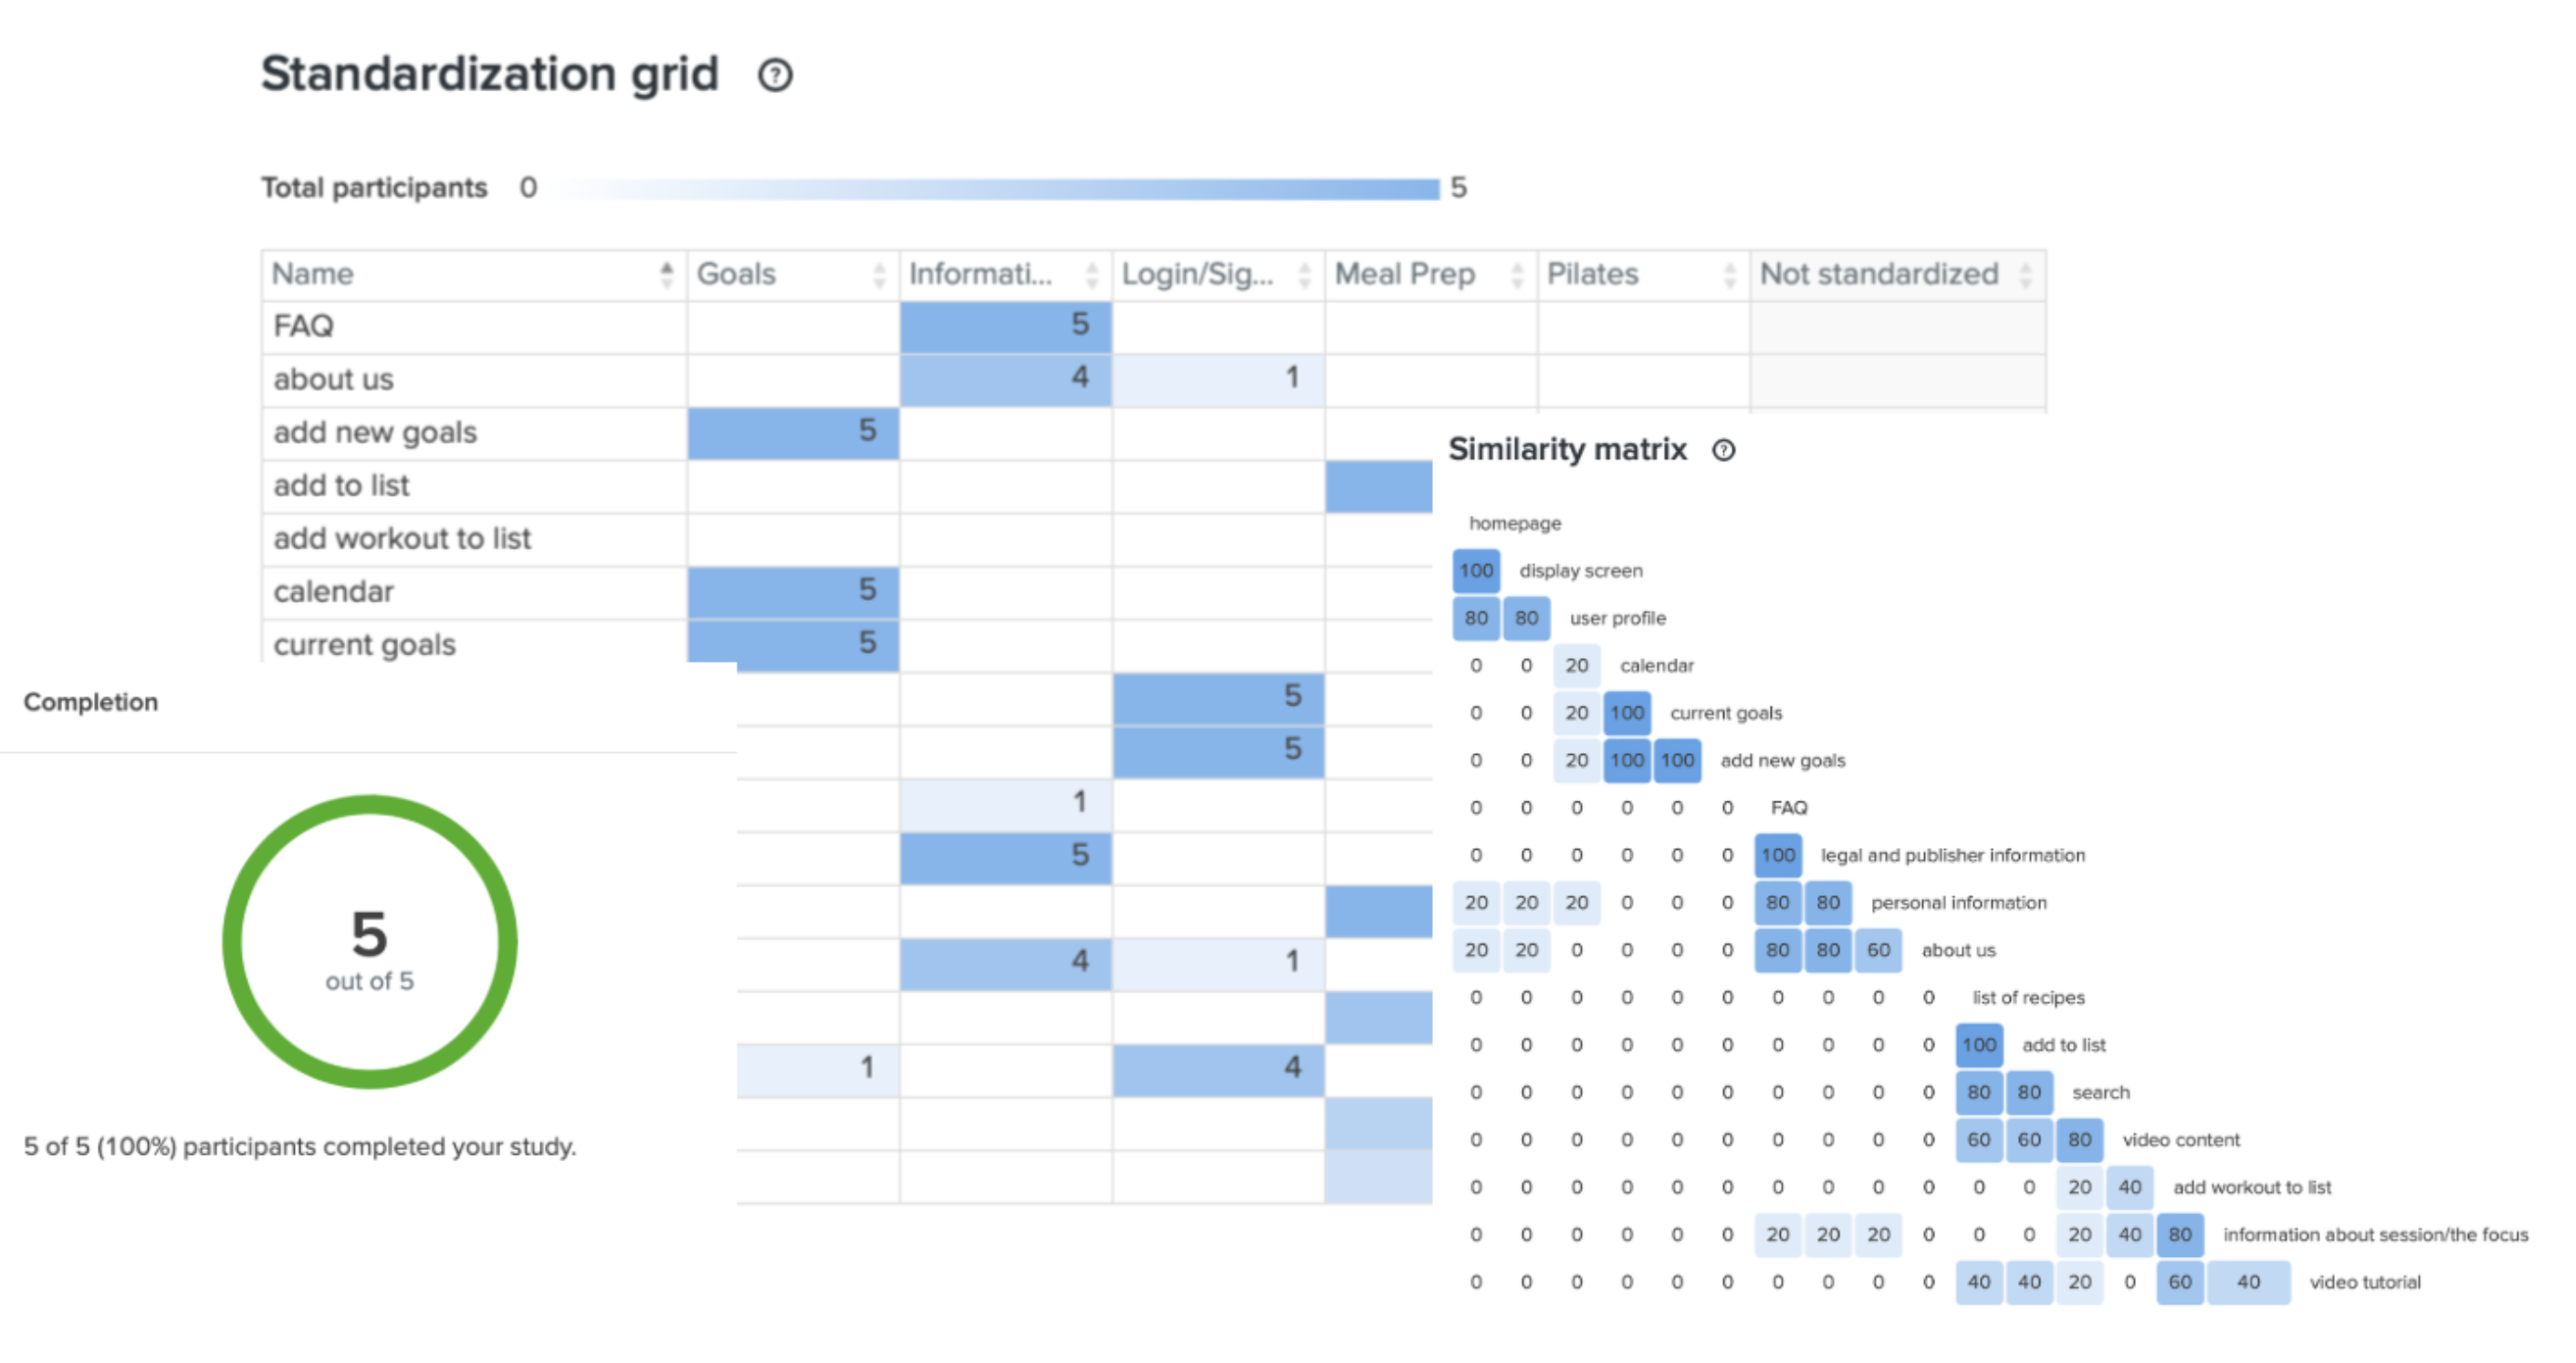 Standardization grid ?
Total participants 0 5
Name Goals Informati... Login/Sig... Meal Prep Pilates Not standardized
FAQ 5
about us 4 1
add new goals 5
add to list
add workout to list
calendar 5
current goals 5
5
5
1
5
4 1
1 4
Completion
5
out of 5
5 of 5 (100%) participants completed your study.
Similarity matrix ?
homepage
100 display screen
80 80 user profile
0 0 20 calendar
0 0 20 100 current goals
0 0 20 100 100 add new goals
0 0 0 0 0 0 FAQ
0 0 0 0 0 0 100 legal and publisher information
20 20 20 0 0 0 80 80 personal information
20 20 0 0 0 0 80 80 60 about us
0 0 0 0 0 0 0 0 0 0 list of recipes
0 0 0 0 0 0 0 0 0 0 100 add to list
0 0 0 0 0 0 0 0 0 0 80 80 search
0 0 0 0 0 0 0 0 0 0 60 60 80 video content
0 0 0 0 0 0 0 0 0 0 0 0 20 40 add workout to list
0 0 0 0 0 0 20 20 20 0 0 0 20 40 80 information about session/the focus
0 0 0 0 0 0 0 0 0 0 40 40 20 0 60 40 video tutorial